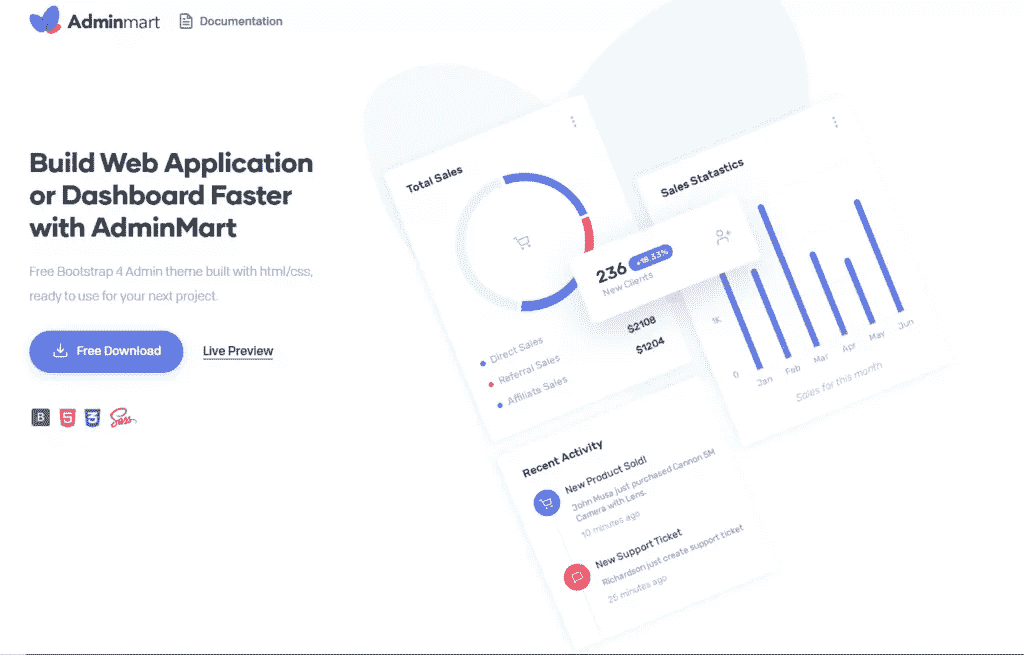 Adminmart
Documentation
Build Web Application
or Dashboard Faster
with AdminMart
Free Bootstrap 4 Admin theme built with html/css,
ready to use for your next project.
Free Download
Live Preview
B
5
3
Sass
Total Sales
$2108
$1204
Direct Sales
Referral Sales
Affiliate Sales
236
+18.33%
New Clients
Sales Statastics
1K
0
Jan
Feb
Mar
Apr
May
Jun
Sales for this month
Recent Activity
New Product Sold!
John Musa just purchased Cannon 5M
Camera with Lens.
10 minutes ago
New Support Ticket
Richardson just create support ticket
25 minutes ago